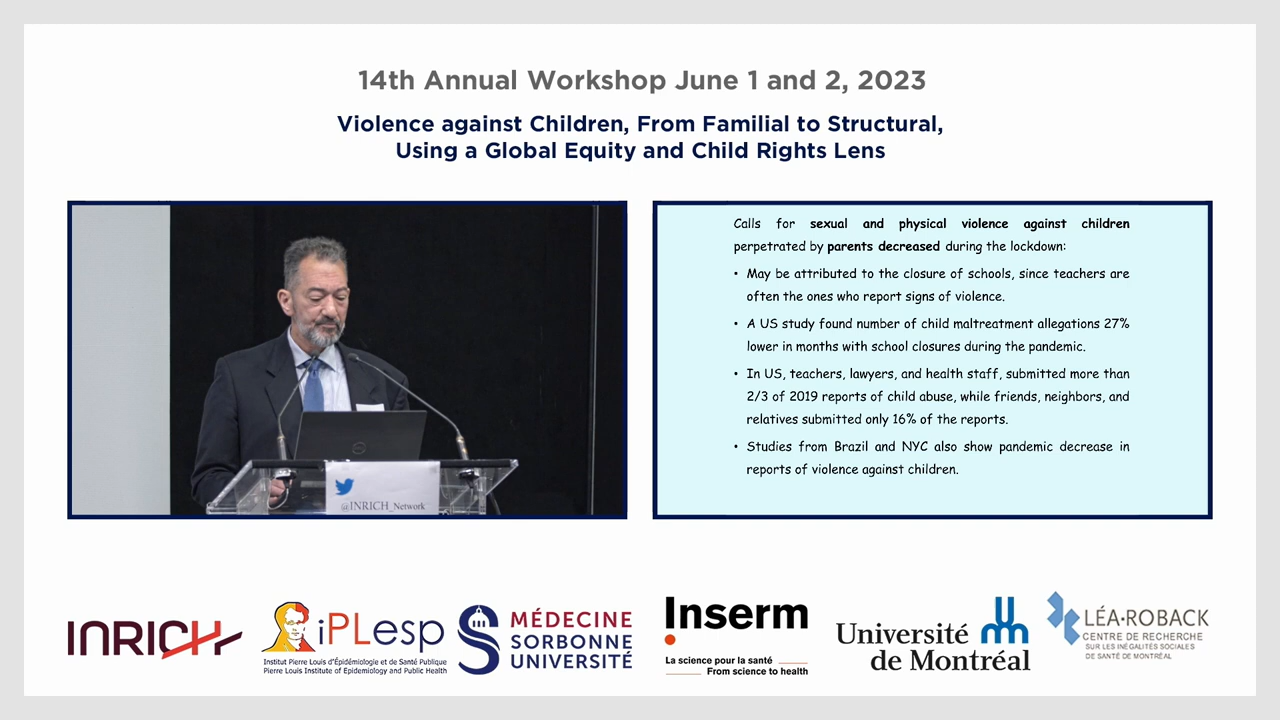 14th Annual Workshop June 1 and 2, 2023
Violence against Children, From Familial to Structural,
Using a Global Equity and Child Rights Lens
@INRICH_Network
Calls for sexual and physical violence against children
perpetrated by parents decreased during the lockdown:
• May be attributed to the closure of schools, since teachers are
often the ones who report signs of violence.
• A US study found number of child maltreatment allegations 27%
lower in months with school closures during the pandemic.
• In US, teachers, lawyers, and health staff, submitted more than
2/3 of 2019 reports of child abuse, while friends, neighbors, and
relatives submitted only 16% of the reports.
• Studies from Brazil and NYC also show pandemic decrease in
reports of violence against children.
INRICH
iPLesp
Institut Pierre Louis d'Épidémiologie et de Santé Publique
Pierre Louis Institute of Epidemiology and Public Health
MÉDECINE
SORBONNE
UNIVERSITÉ
Inserm
La science pour la santé
From science to health
Université
de Montréal
LÉA-ROBACK
CENTRE DE RECHERCHE
SUR LES INÉGALITÉS SOCIALES
DE SANTÉ DE MONTRÉAL